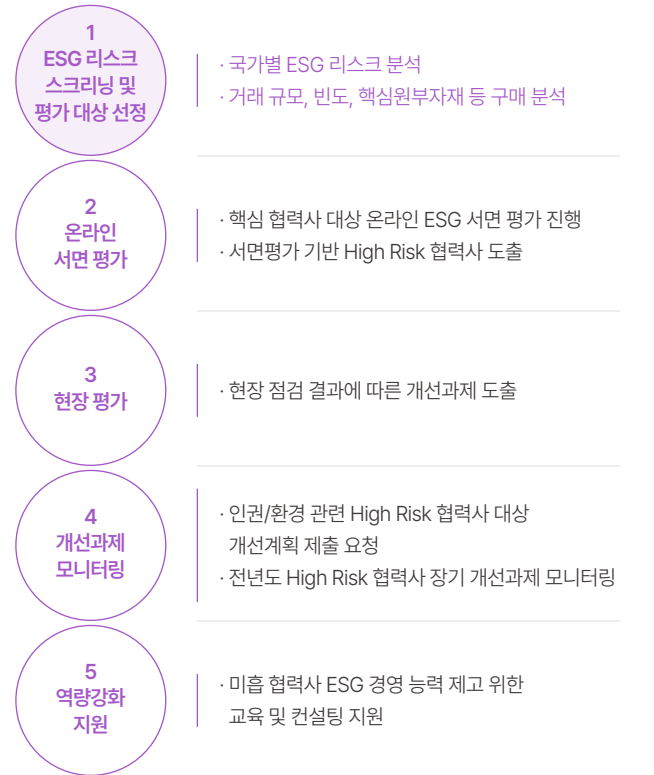 1
ESG 리스크
스크리닝 및
평가 대상 선정
· 국가별 ESG 리스크 분석
· 거래 규모, 빈도, 핵심원부자재 등 구매 분석
2
온라인
서면 평가
· 핵심 협력사 대상 온라인 ESG 서면 평가 진행
· 서면평가 기반 High Risk 협력사 도출
3
현장 평가
· 현장 점검 결과에 따른 개선과제 도출
4
개선과제
모니터링
· 인권/환경 관련 High Risk 협력사 대상
개선계획 제출 요청
· 전년도 High Risk 협력사 장기 개선과제 모니터링
5
역량강화
지원
· 미흡 협력사 ESG 경영 능력 제고 위한
교육 및 컨설팅 지원